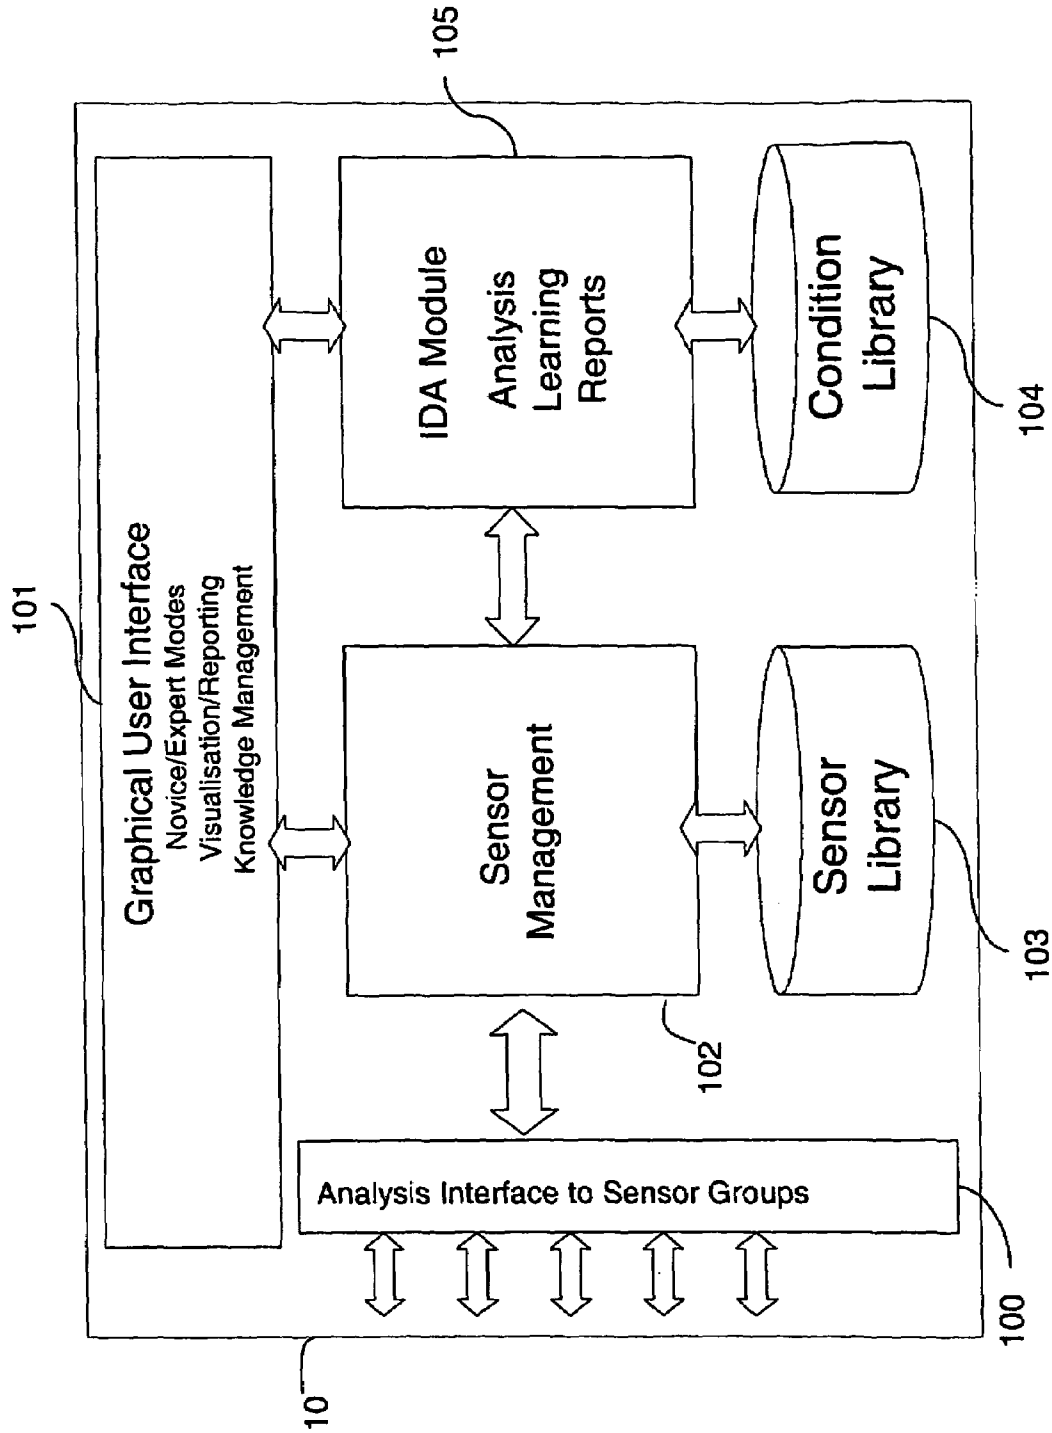 101
105
Graphical User Interface
Novice/Expert Modes
Visualisation/Reporting
Knowledge Management
IDA Module
Analysis
Learning
Reports
Sensor
Management
102
Condition
Library
104
Sensor
Library
103
Analysis Interface to Sensor Groups
100
10